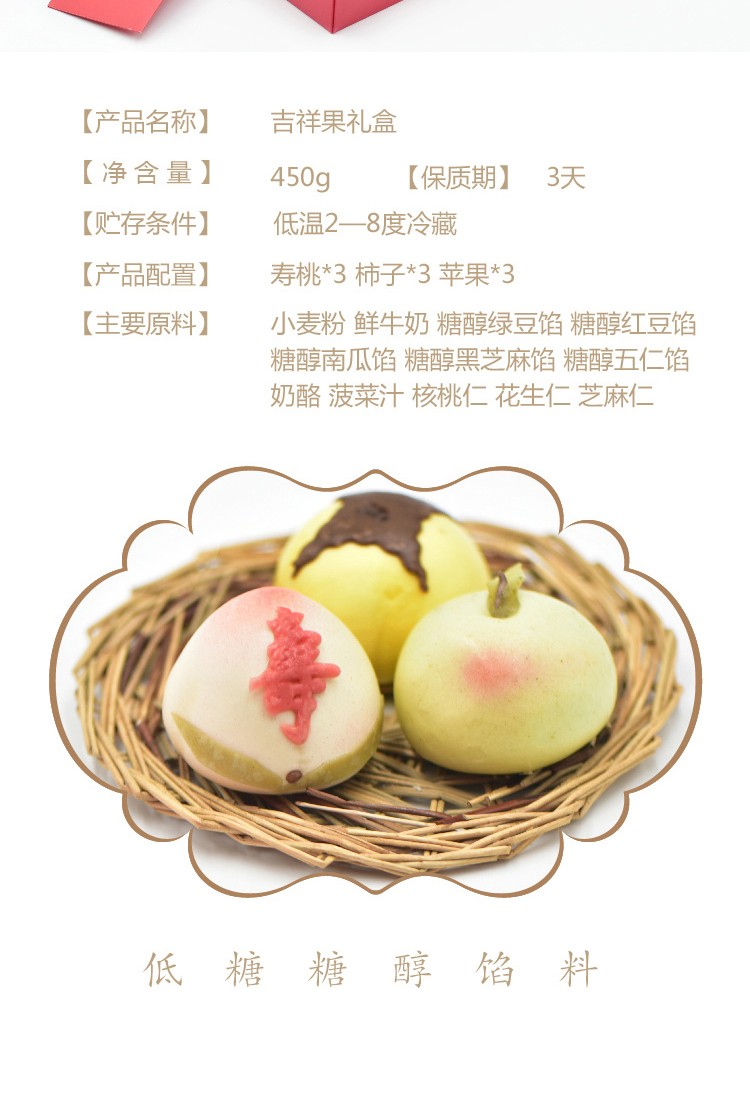 【产品名称】 吉祥果礼盒
【净含量】 450g 【保质期】 3天
【贮存条件】 低温2—8度冷藏
【产品配置】 寿桃*3 柿子*3 苹果*3
【主要原料】 小麦粉 鲜牛奶 糖醇绿豆馅 糖醇红豆馅
糖醇南瓜馅 糖醇黑芝麻馅 糖醇五仁馅
奶酪 菠菜汁 核桃仁 花生仁 芝麻仁
壽
低糖糖醇馅料